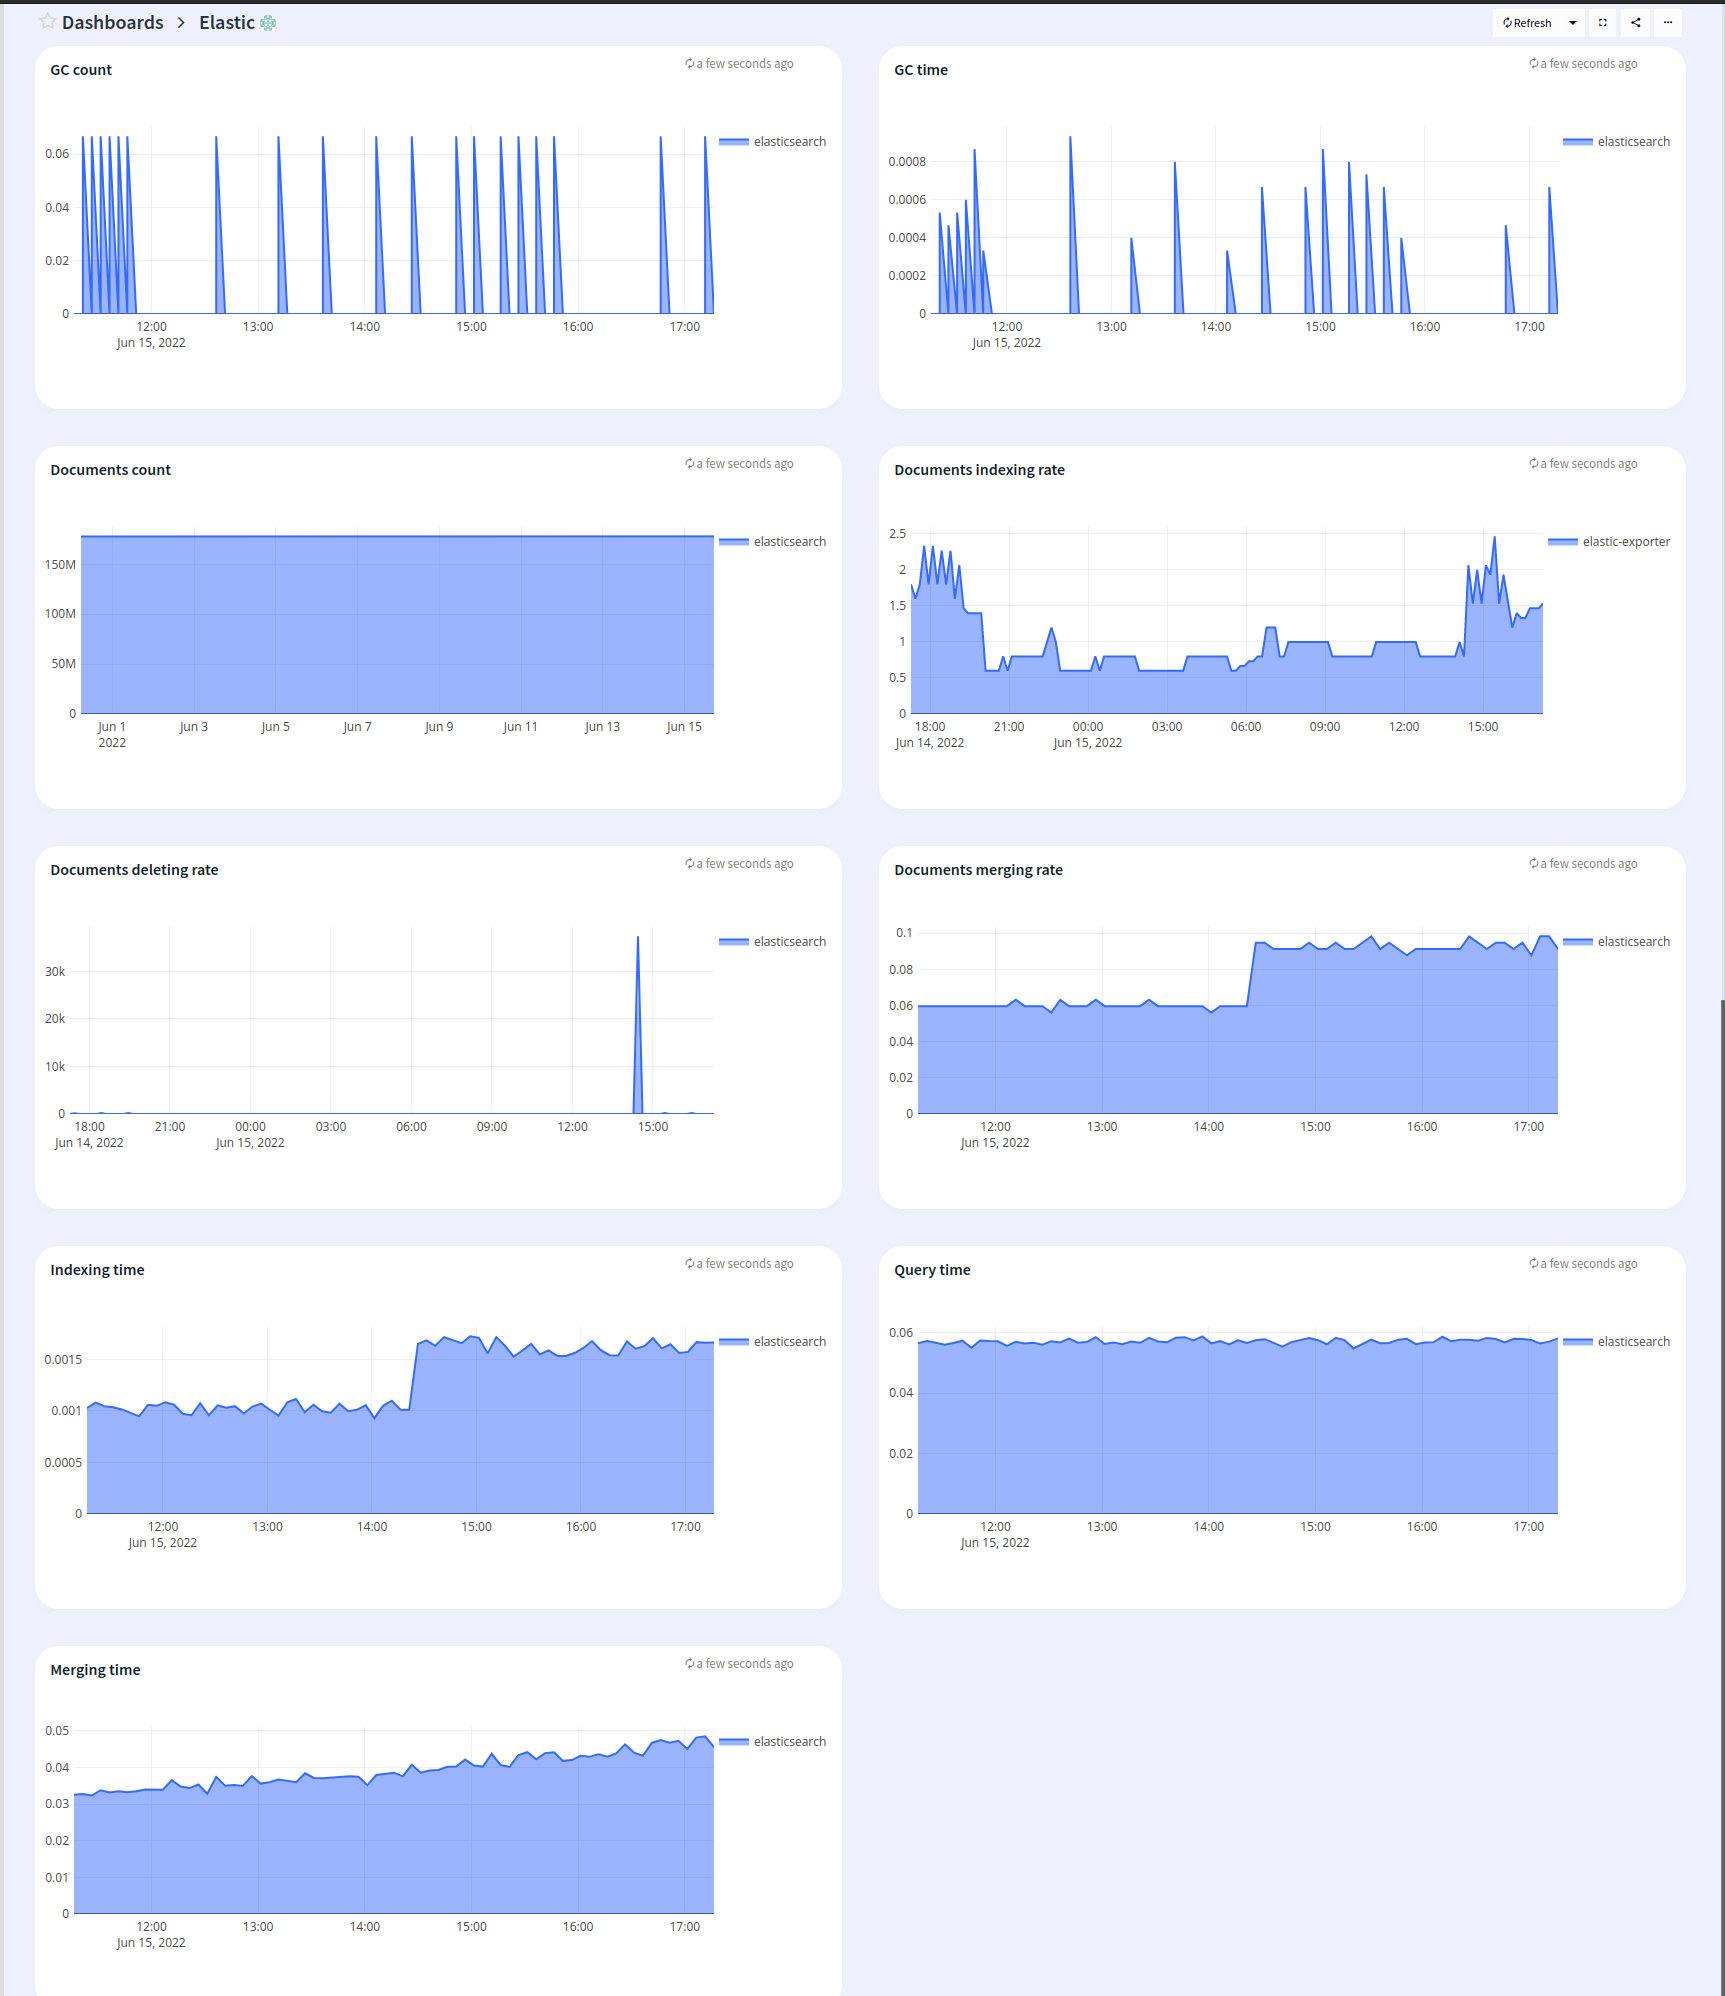 Dashboards > Elastic
Refresh
GC count
a few seconds ago
elasticsearch
0.06
0.04
0.02
0
12:00 13:00 14:00 15:00 16:00 17:00
Jun 15, 2022
GC time
a few seconds ago
elasticsearch
0.0008
0.0006
0.0004
0.0002
0
12:00 13:00 14:00 15:00 16:00 17:00
Jun 15, 2022
Documents count
a few seconds ago
elasticsearch
150M
100M
50M
0
Jun 1 Jun 3 Jun 5 Jun 7 Jun 9 Jun 11 Jun 13 Jun 15
2022
Documents indexing rate
a few seconds ago
2.5
elastic-exporter
2
1.5
1
0.5
0
18:00 21:00 00:00 03:00 06:00 09:00 12:00 15:00
Jun 14, 2022 Jun 15, 2022
Documents deleting rate
a few seconds ago
elasticsearch
30k
20k
10k
0
18:00 21:00 00:00 03:00 06:00 09:00 12:00 15:00
Jun 14, 2022 Jun 15, 2022
Documents merging rate
a few seconds ago
0.1
elasticsearch
0.08
0.06
0.04
0.02
0
12:00 13:00 14:00 15:00 16:00 17:00
Jun 15, 2022
Indexing time
a few seconds ago
elasticsearch
0.0015
0.001
0.0005
0
12:00 13:00 14:00 15:00 16:00 17:00
Jun 15, 2022
Query time
a few seconds ago
0.06
elasticsearch
0.04
0.02
0
12:00 13:00 14:00 15:00 16:00 17:00
Jun 15, 2022
Merging time
a few seconds ago
0.05
elasticsearch
0.04
0.03
0.02
0.01
0
12:00 13:00 14:00 15:00 16:00 17:00
Jun 15, 2022